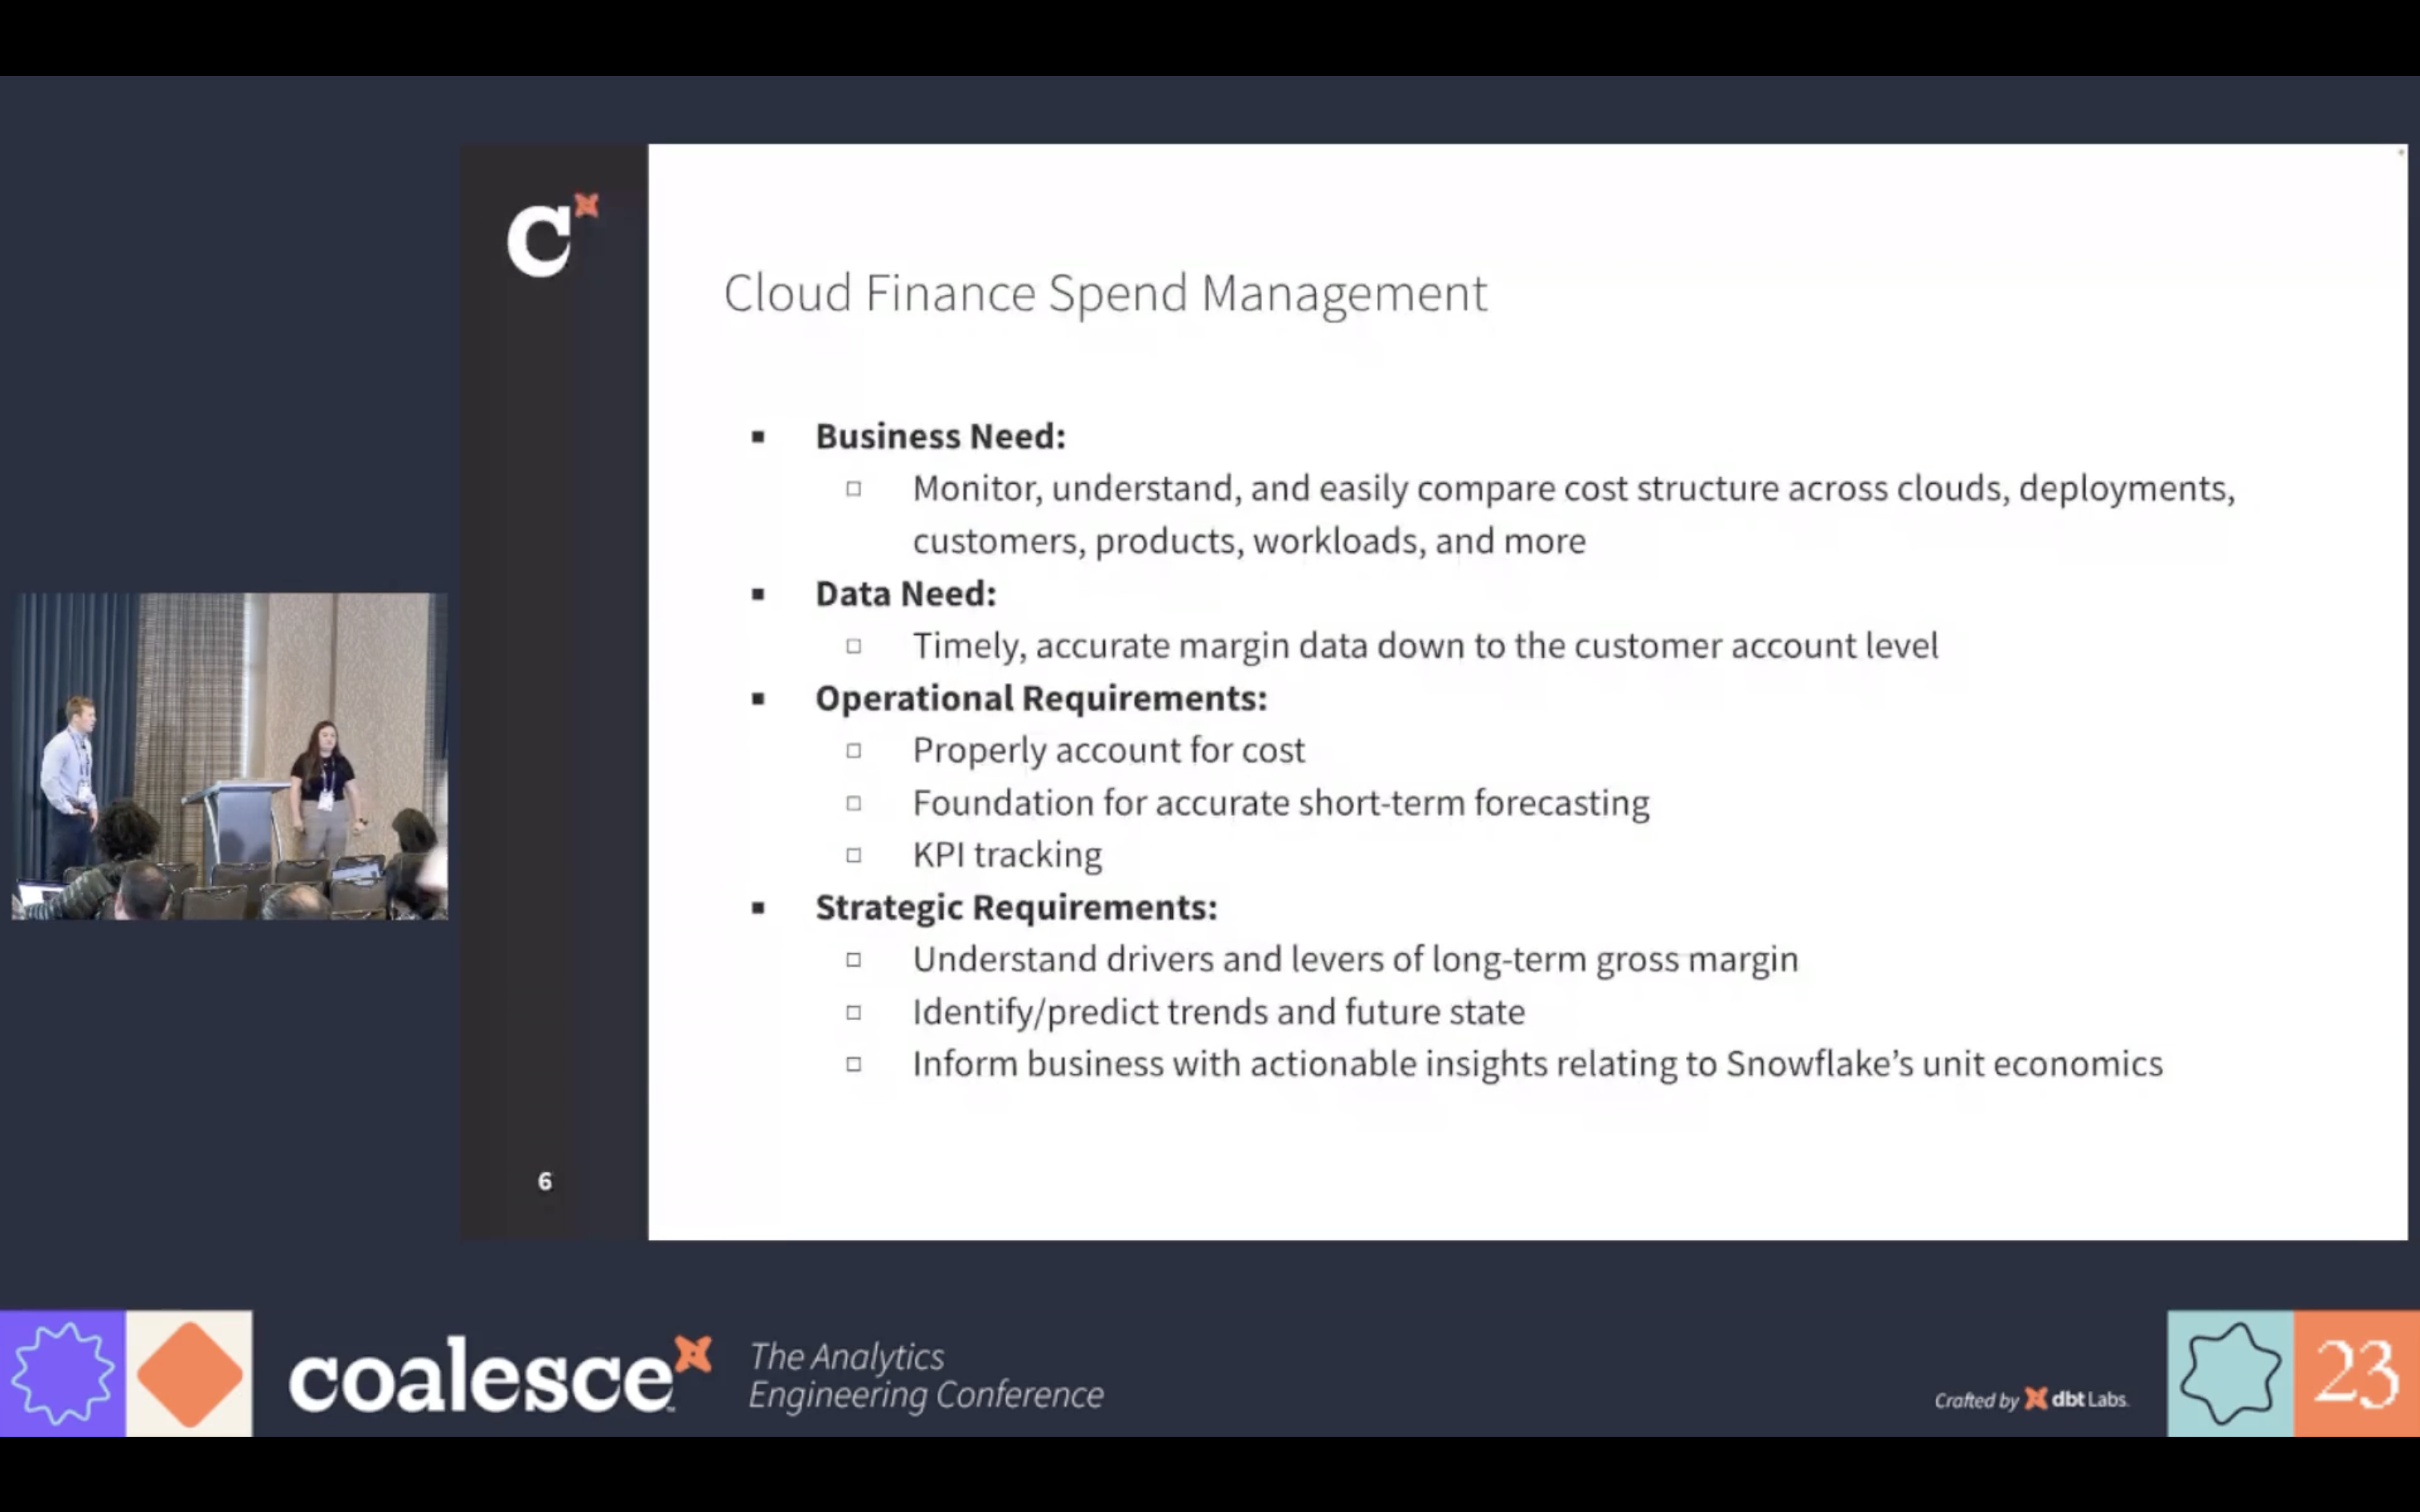 C
Cloud Finance Spend Management
Business Need:
Monitor, understand, and easily compare cost structure across clouds, deployments,
customers, products, workloads, and more
Data Need:
Timely, accurate margin data down to the customer account level
Operational Requirements:
Properly account for cost
Foundation for accurate short-term forecasting
KPI tracking
Strategic Requirements:
Understand drivers and levers of long-term gross margin
Identify/predict trends and future state
Inform business with actionable insights relating to Snowflake’s unit economics
6
coalesce
The Analytics
Engineering Conference
Crafted by dbt Labs
23